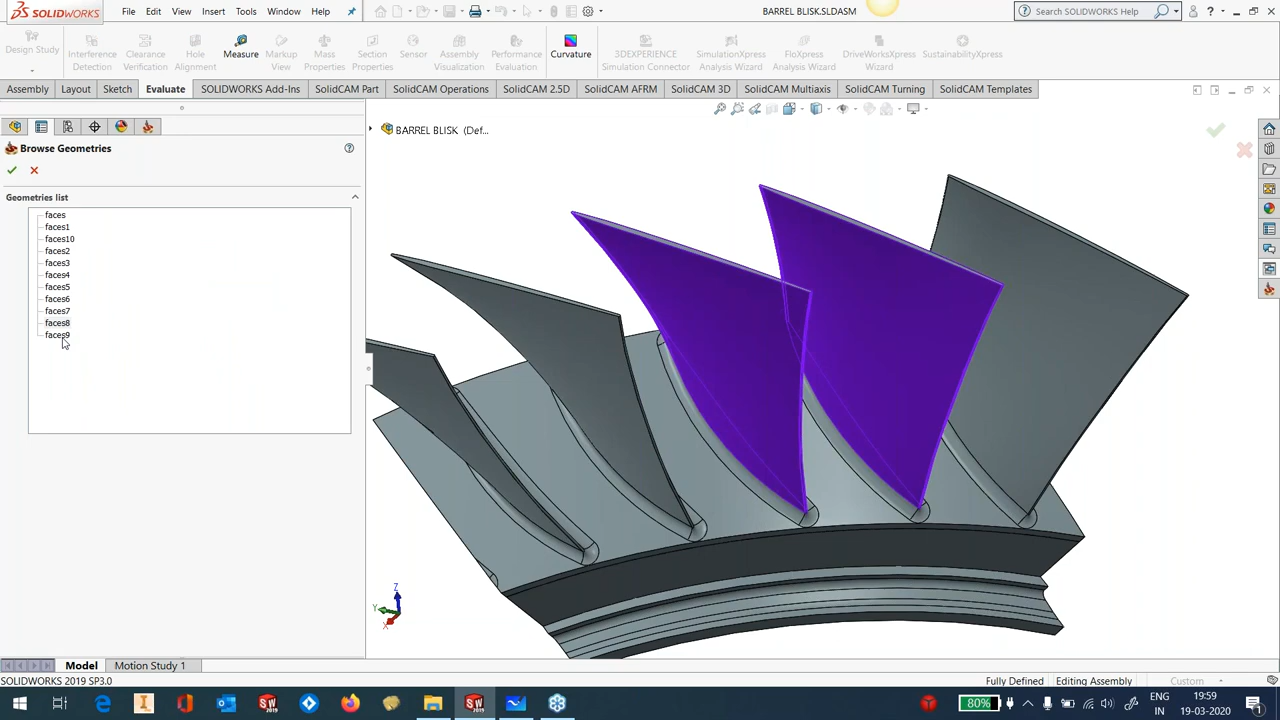 SOLIDWORKS File Edit View Insert Tools Window Help BARREL BLISK.SLDASM Search SOLIDWORKS Help ?
Design Study
Interference Detection
Clearance Verification
Hole Alignment
Measure
Markup View
Mass Properties
Section Properties
Sensor
Assembly Visualization
Performance Evaluation
Curvature
3DEXPERIENCE Simulation Connector
SimulationXpress Analysis Wizard
FloXpress Analysis Wizard
DriveWorksXpress Wizard
SustainabilityXpress
Assembly Layout Sketch Evaluate SOLIDWORKS Add-Ins SolidCAM Part SolidCAM Operations SolidCAM 2.5D SolidCAM AFRM SolidCAM 3D SolidCAM Multiaxis SolidCAM Turning SolidCAM Templates
BARREL BLISK (Def...
Browse Geometries
Geometries list
faces
faces1
faces10
faces2
faces3
faces4
faces5
faces6
faces7
faces8
faces9
Z
Y
X
Model Motion Study 1
SOLIDWORKS 2019 SP3.0 Fully Defined Editing Assembly Custom
80% ENG 19:59
IN 19-03-2020